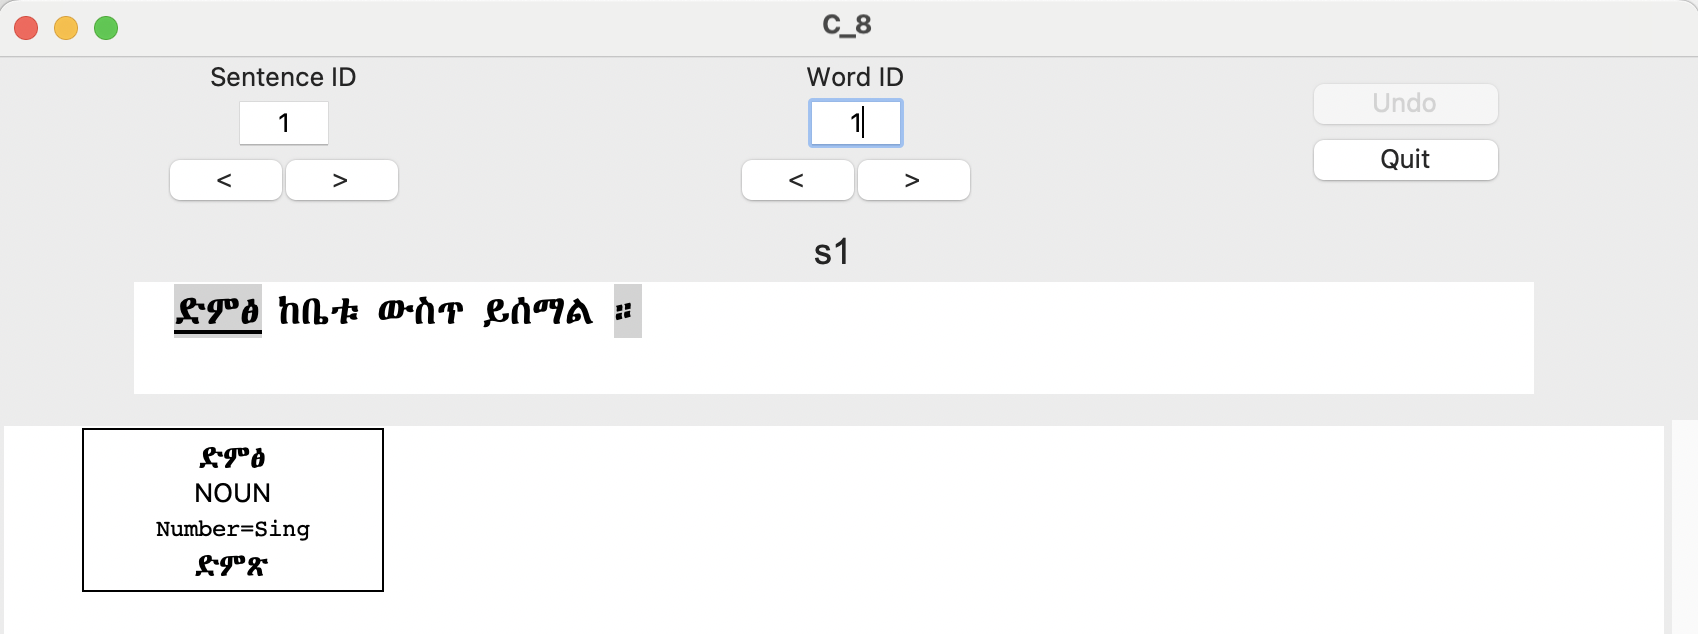 C_8
Sentence ID
Word ID
1
1
Undo
< >
< >
Quit
s1
ድምፅ ከቤቱ ውስጥ ይሰማል ።
ድምፅ
NOUN
Number=Sing
ድምጽ